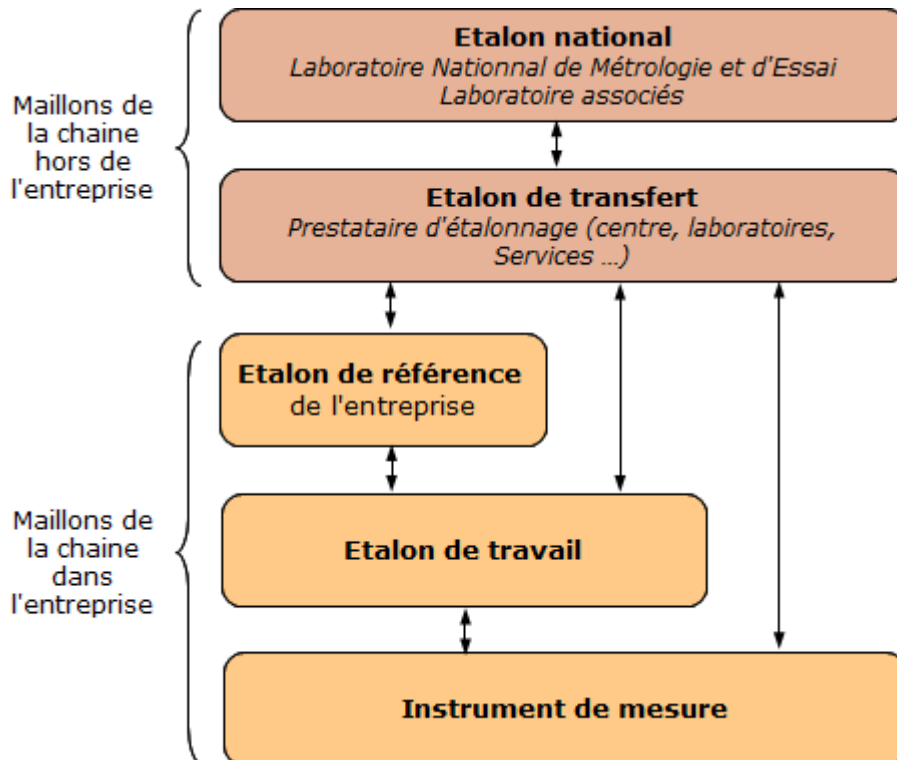 Etalon national
Laboratoire Nationnal de Métrologie et d'Essai
Laboratoire associés
Maillons de
la chaine
hors de
l'entreprise
Etalon de transfert
Prestataire d'étalonnage (centre, laboratoires,
Services ...)
Etalon de référence
de l'entreprise
Maillons de
la chaine
dans
l'entreprise
Etalon de travail
Instrument de mesure